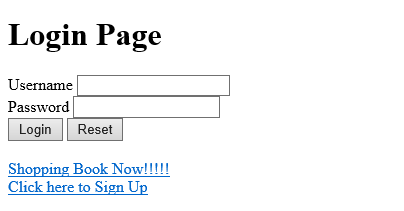 Login Page
Username
Password
Login Reset
Shopping Book Now!!!!!
Click here to Sign Up